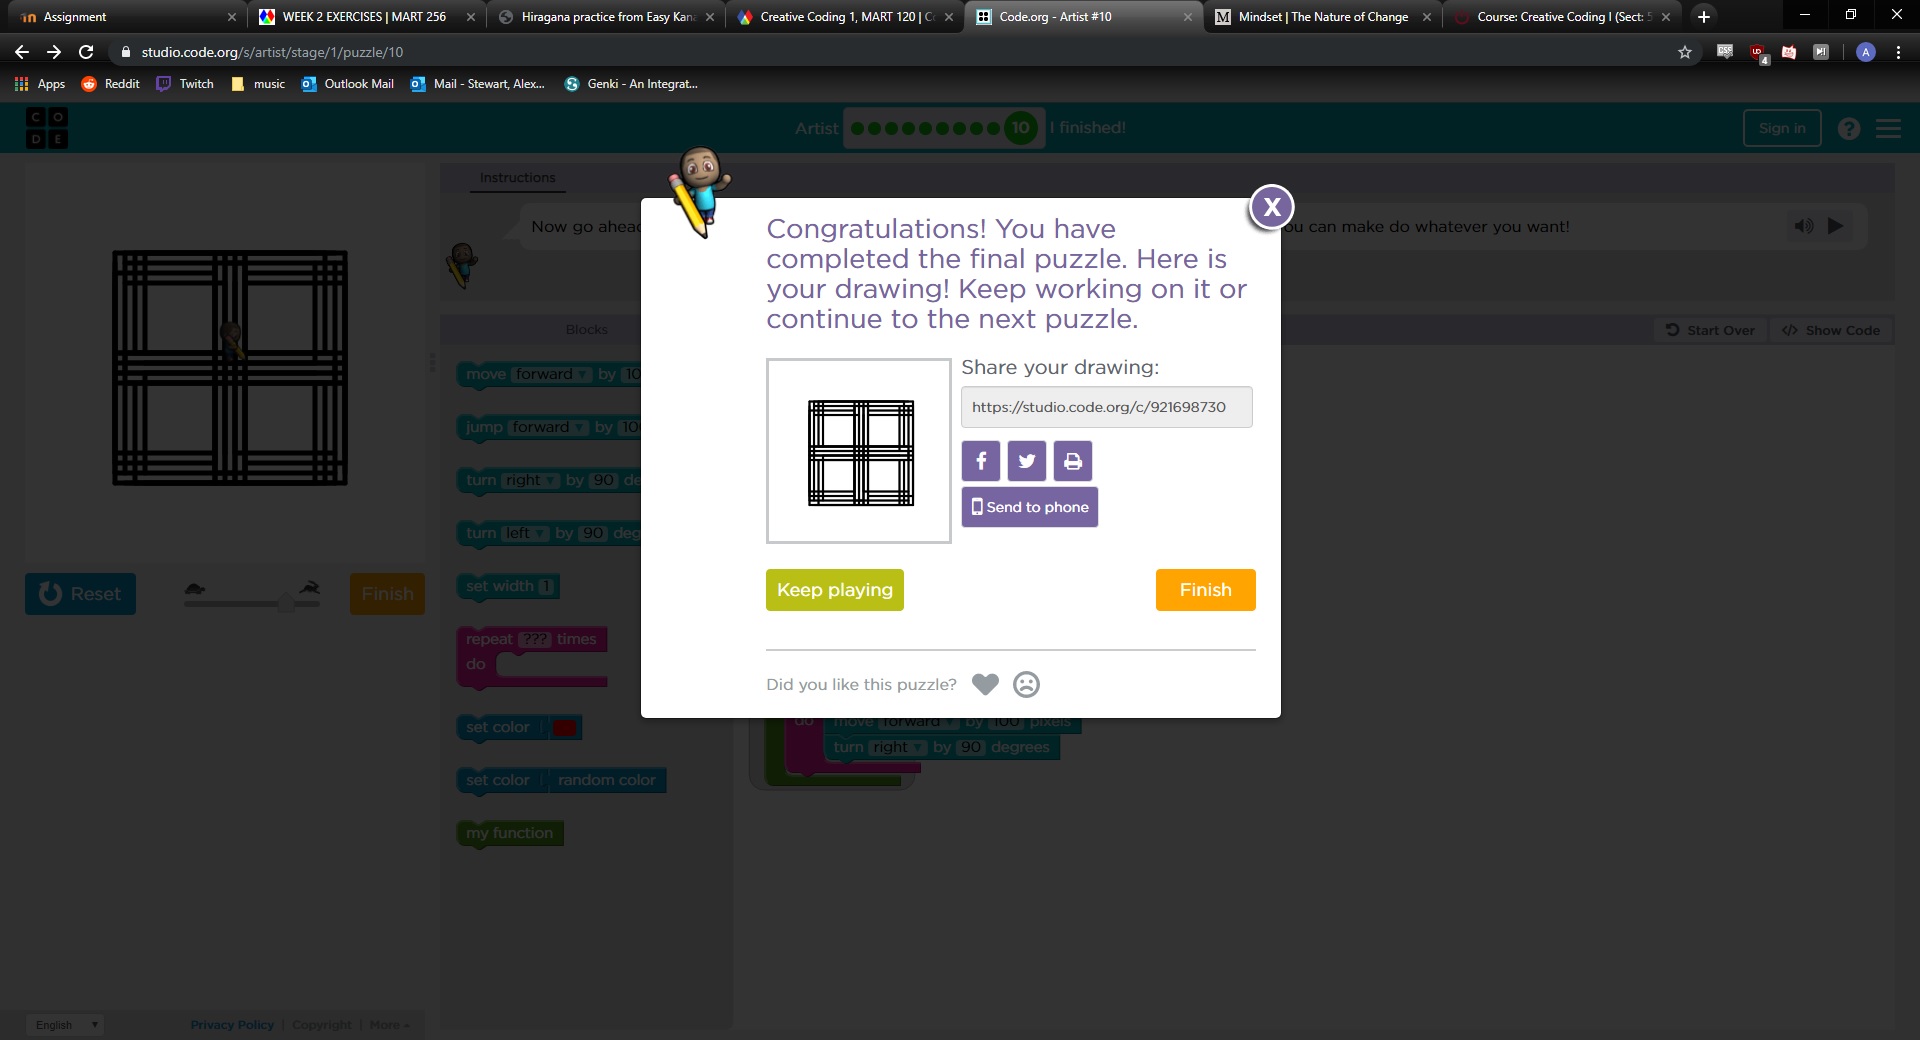 Assignment
WEEK 2 EXERCISES | MART 256
Hiragana practice from Easy Kana
Creative Coding 1, MART 120 | C
Code.org - Artist #10
M Mindset | The Nature of Change
Course: Creative Coding I (Sect: 5
studio.code.org/s/artist/stage/1/puzzle/10
Apps
Reddit
Twitch
music
Outlook Mail
Mail - Stewart, Alex...
Genki - An Integrat...
CSS
UD
4
A
C O
D E
Artist
10
I finished!
Sign in
?
Instructions
Now go ahead
ou can make do whatever you want!
X
Congratulations! You have
completed the final puzzle. Here is
your drawing! Keep working on it or
continue to the next puzzle.
Share your drawing:
https://studio.code.org/c/921698730
Send to phone
Keep playing
Finish
Did you like this puzzle?
Reset
Finish
Blocks
Start Over
</> Show Code
move forward by 10
jump forward by 10
turn right by 90 de
turn left by 90 deg
set width 1
repeat ??? times
do
set color
set color random color
my function
do move forward by 100 pixels
turn right by 90 degrees
English
Privacy Policy | Copyright | More